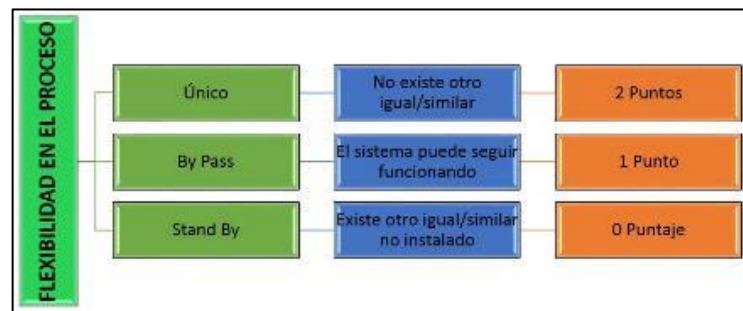 FLEXIBILIDAD EN EL PROCESO
Único
No existe otro
igual/similar
2 Puntos
By Pass
El sistema puede seguir
funcionando
1 Punto
Stand By
Existe otro igual/similar
no instalado
0 Puntaje